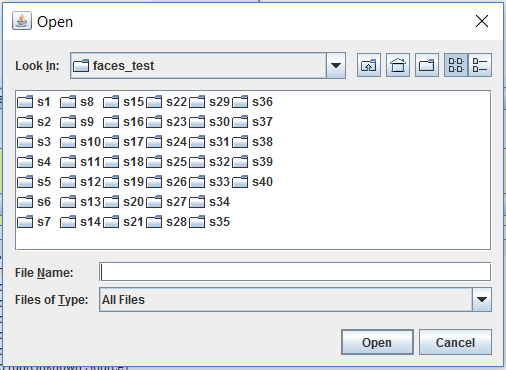 Open
Look In: faces_test
s1 s8 s15 s22 s29 s36
s2 s9 s16 s23 s30 s37
s3 s10 s17 s24 s31 s38
s4 s11 s18 s25 s32 s39
s5 s12 s19 s26 s33 s40
s6 s13 s20 s27 s34
s7 s14 s21 s28 s35
File Name:
Files of Type: All Files
Open Cancel